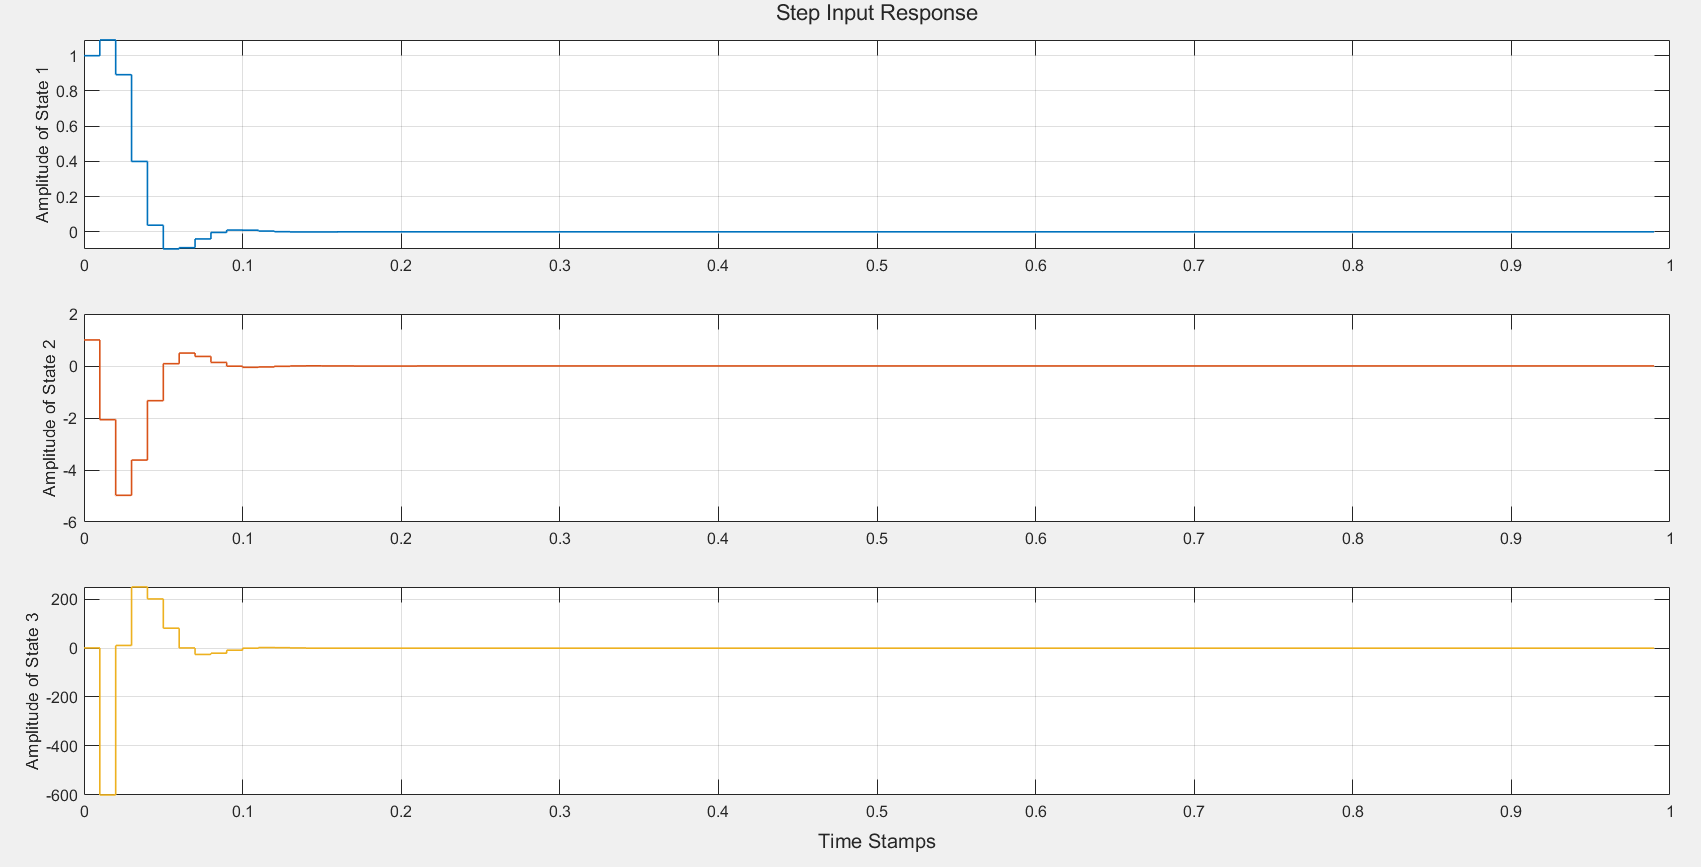 Step Input Response
Amplitude of State 1
1
0.8
0.6
0.4
0.2
0
0 0.1 0.2 0.3 0.4 0.5 0.6 0.7 0.8 0.9 1
Amplitude of State 2
2
0
-2
-4
-6
0 0.1 0.2 0.3 0.4 0.5 0.6 0.7 0.8 0.9 1
Amplitude of State 3
200
0
-200
-400
-600
0 0.1 0.2 0.3 0.4 0.5 0.6 0.7 0.8 0.9 1
Time Stamps